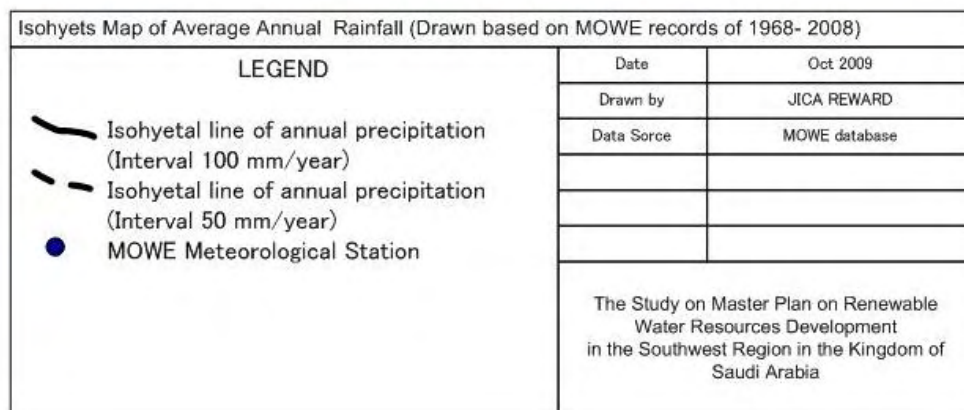 Isohyets Map of Average Annual Rainfall (Drawn based on MOWE records of 1968- 2008)
LEGEND
Isohyetal line of annual precipitation
(Interval 100 mm/year)
Isohyetal line of annual precipitation
(Interval 50 mm/year)
MOWE Meteorological Station
Date Oct 2009
Drawn by JICA REWARD
Data Sorce MOWE database
The Study on Master Plan on Renewable
Water Resources Development
in the Southwest Region in the Kingdom of
Saudi Arabia